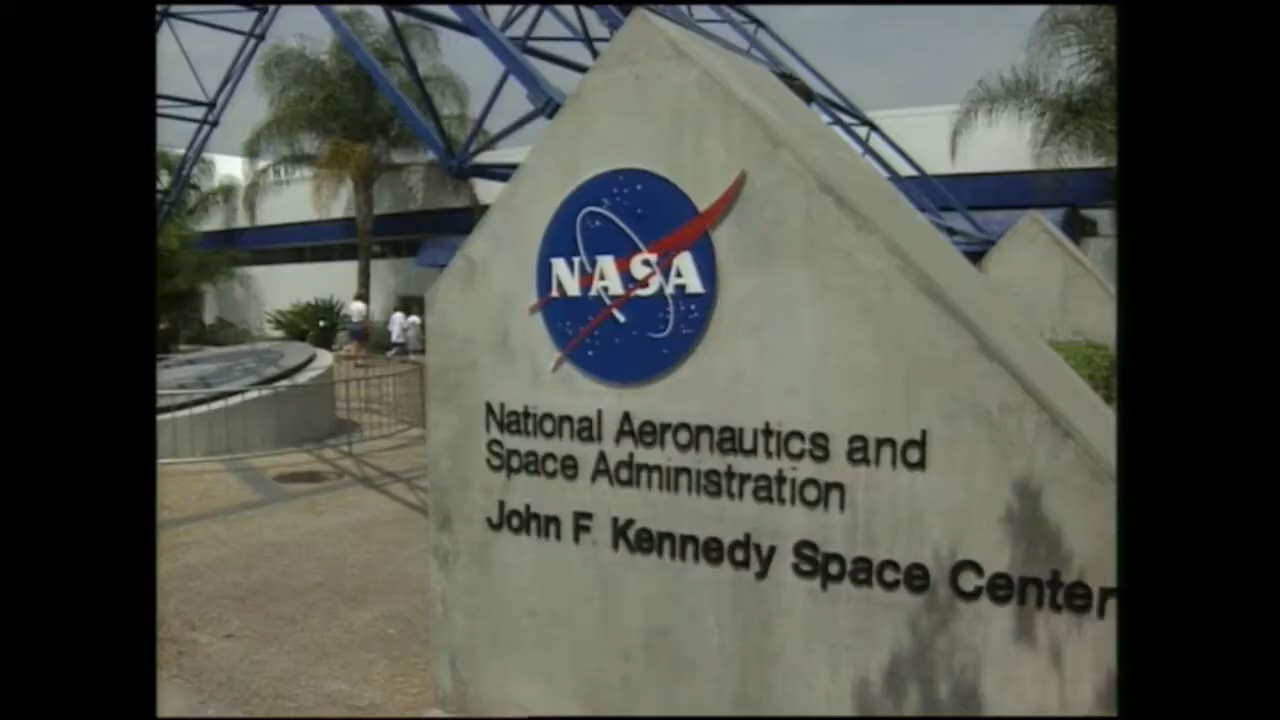 NASA
National Aeronautics and
Space Administration
John F. Kennedy Space Center